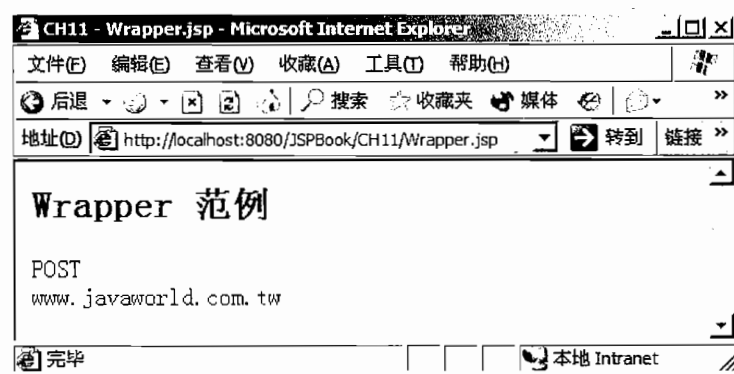 CH11 - Wrapper.jsp - Microsoft Internet Explorer
文件(F) 编辑(E) 查看(V) 收藏(A) 工具(T) 帮助(H)
后退 搜索 收藏夹 媒体 »
地址(D) http://localhost:8080/JSPBook/CH11/Wrapper.jsp 转到 链接 »
Wrapper 范例
POST
www.javaworld.com.tw
完毕 本地 Intranet